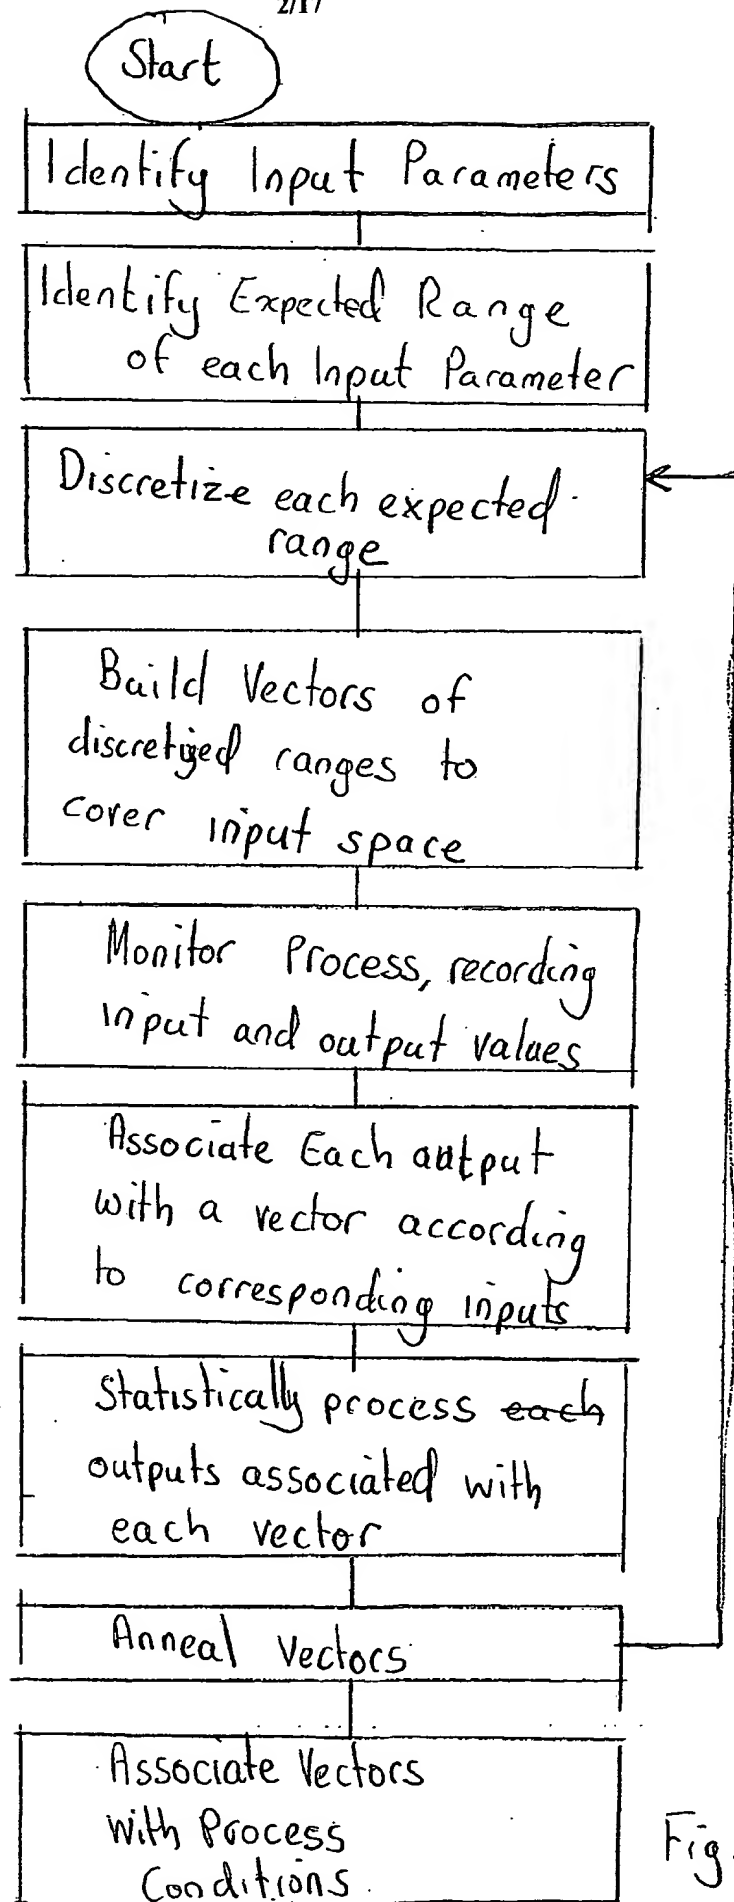 2/17
Start
Identify Input Parameters
Identify Expected Range
of each Input Parameter
Discretize each expected
range
Build Vectors of
discretized ranges to
cover input space
Monitor Process, recording
input and output values
Associate Each output
with a vector according
to corresponding inputs
Statistically process each
outputs associated with
each vector
Anneal Vectors
Associate Vectors
with Process
Conditions
Fig.